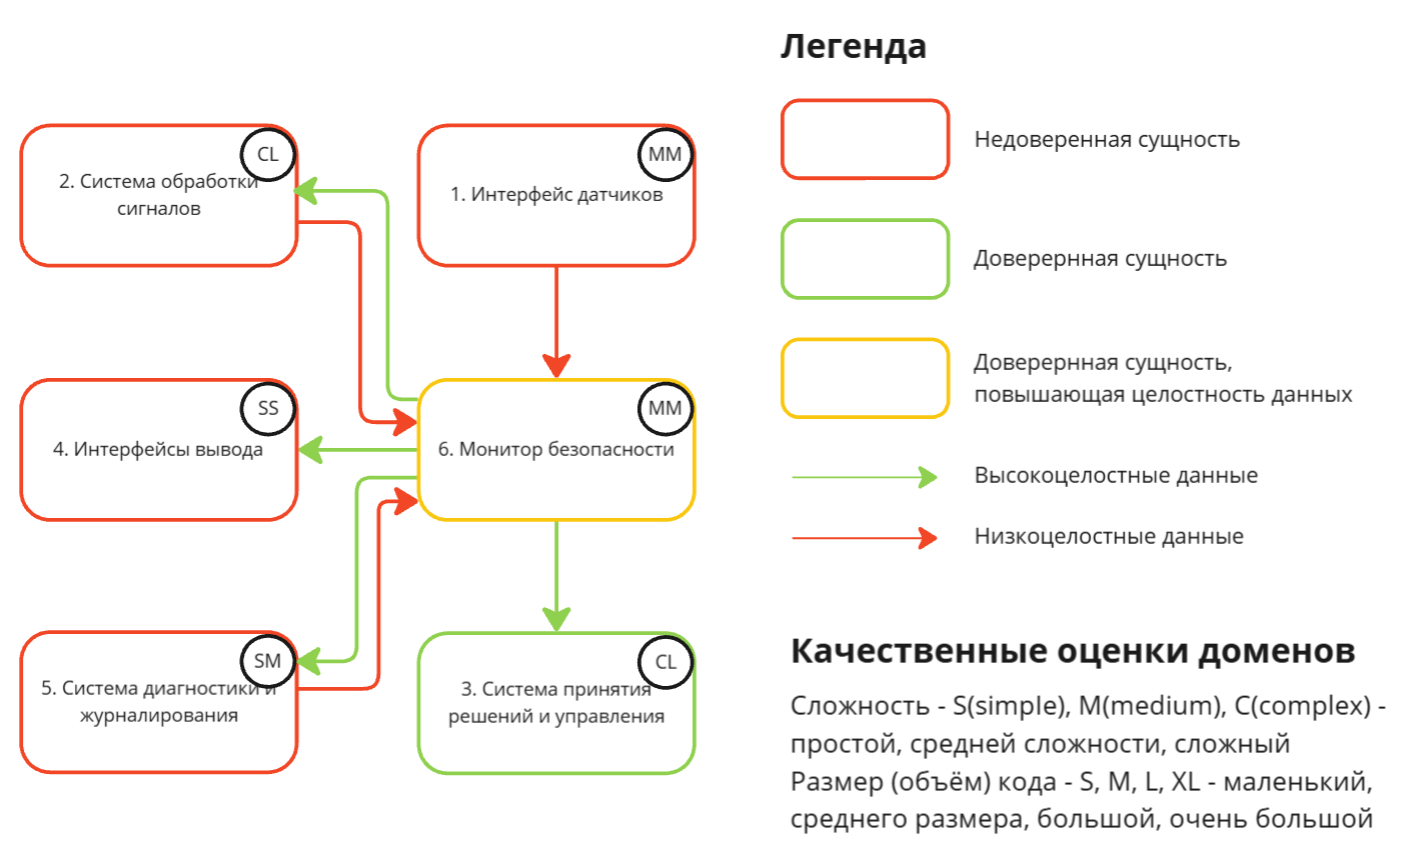 CL
2. Система обработки
сигналов
MM
1. Интерфейс датчиков
SS
4. Интерфейсы вывода
MM
6. Монитор безопасности
SM
5. Система диагностики и
журналирования
CL
3. Система принятия
решений и управления
Легенда
Недоверенная сущность
Доверернная сущность
Доверернная сущность,
повышающая целостность данных
Высокоцелостные данные
Низкоцелостные данные
Качественные оценки доменов
Сложность - S(simple), M(medium), C(complex) -
простой, средней сложности, сложный
Размер (объём) кода - S, M, L, XL - маленький,
среднего размера, большой, очень большой